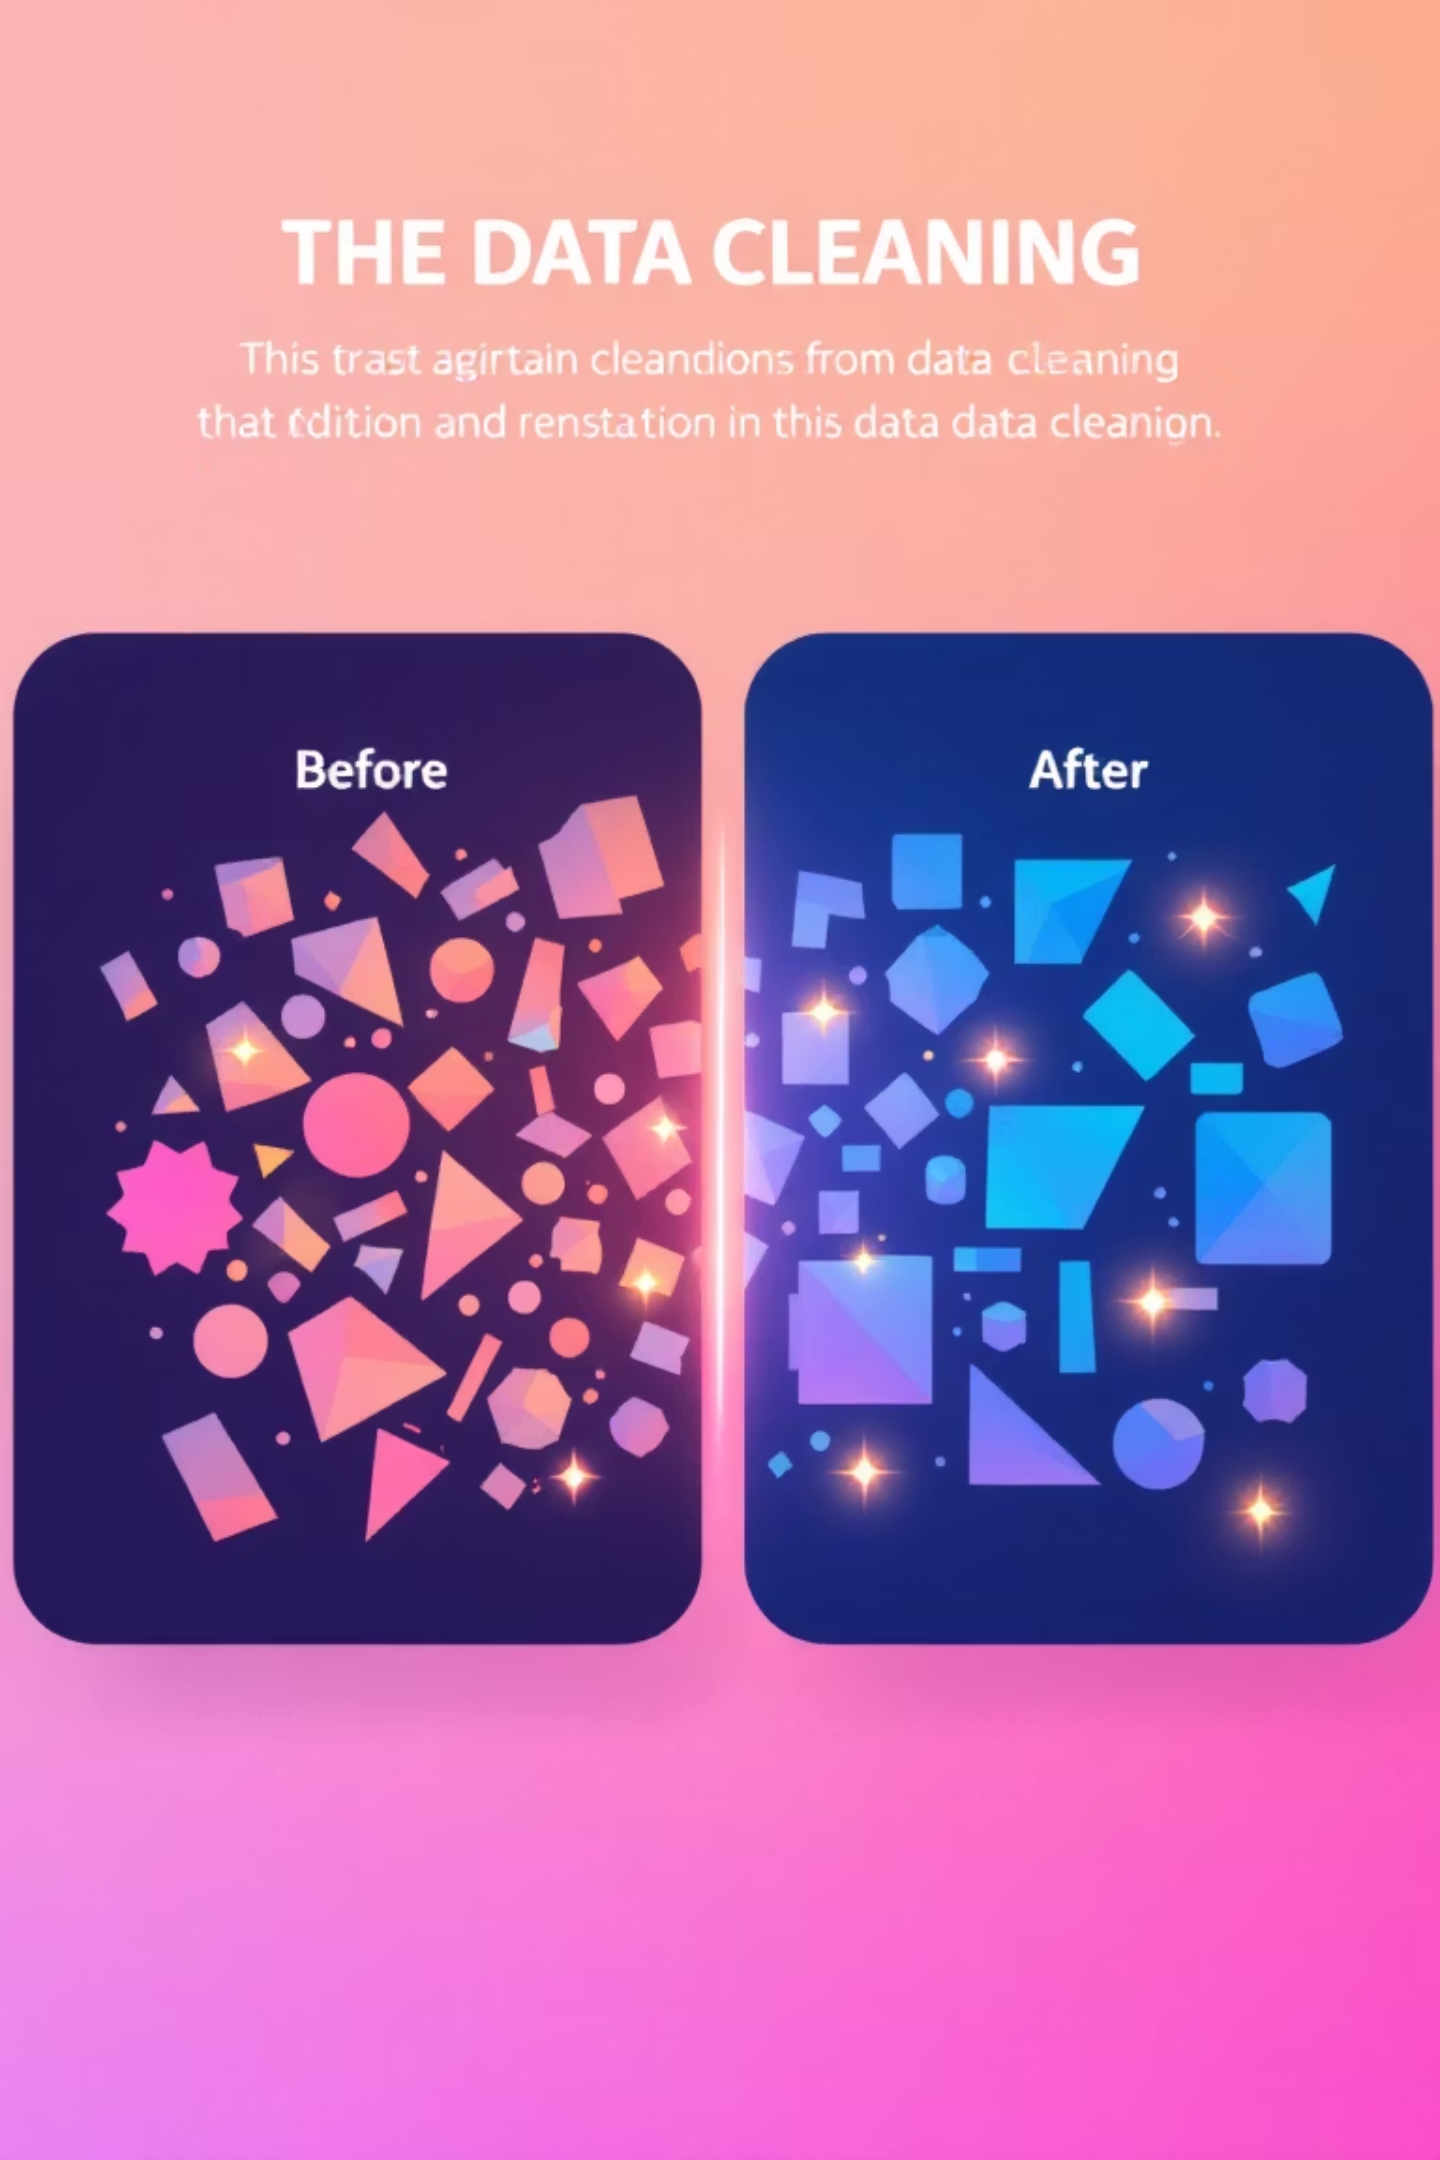 THE DATA CLEANING
This trast agirtain cleandions from data cleaning
that dition and renstation in this data data cleanion.
Before
After